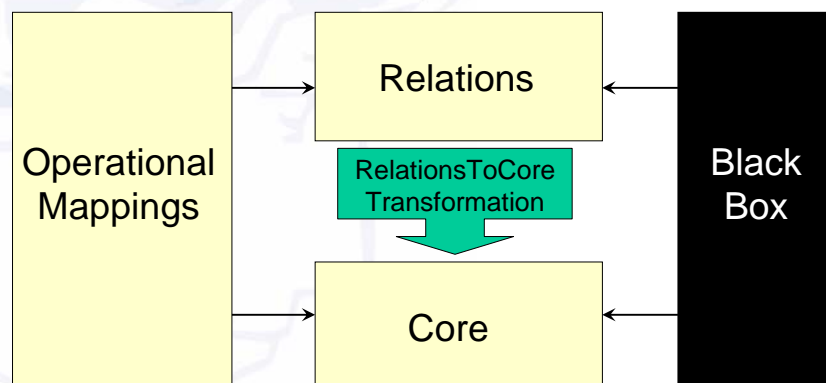 Operational
Mappings
Relations
RelationsToCore
Transformation
Core
Black
Box